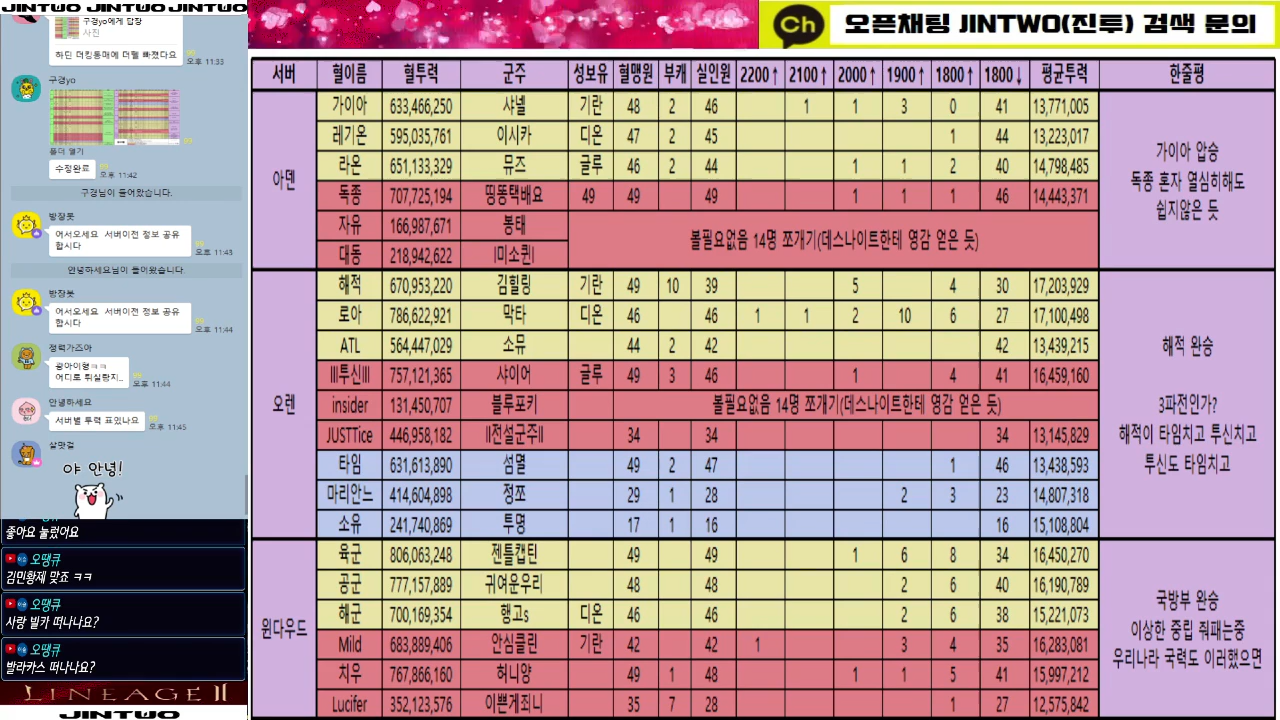 JINTWO JINTWO JINTWO
구경yo에게 답장
사진
하딘 더킹동매에 더펠 빠졌다요
오후 11:33
구경yo
폴더 열기
수정완료
오후 11:42
구경님이 들어왔습니다.
방장봇
어서오세요 서버이전 정보 공유
합시다
오후 11:43
안녕하세요님이 들어왔습니다.
방장봇
어서오세요 서버이전 정보 공유
합시다
오후 11:44
정력가즈아
광아이형ㅋㅋ
어디로 튀실랑지...
오후 11:44
안녕하세요
서버별 투력 표있나요
오후 11:45
살맛걸
야 안녕!
좋아요 눌렀어요
오땡큐
김민황제 맞죠 ㅋㅋ
오땡큐
사랑 빌카 떠나나요?
오땡큐
발라카스 떠나나요?
LINEAGE II
JINTWO
Ch 오픈채팅 JINTWO(진투) 검색 문의
서버 혈이름 혈투력 군주 성보유 혈맹원 부캐 실인원 2200↑ 2100↑ 2000↑ 1900↑ 1800↑ 1800↓ 평균투력 한줄평
아덴
가이아 633,466,250 샤넬 기란 48 2 46 1 1 3 0 41 13,771,005
레기온 595,035,761 이시카 디온 47 2 45 1 44 13,223,017
라온 651,133,329 뮤즈 글루 46 2 44 1 1 2 40 14,798,485
독종 707,725,194 띵똥택배요 49 49 49 1 1 1 46 14,443,371
자유 166,987,671 봉태
대동 218,942,622 l미소퀸l
볼필요없음 14명 쪼개기(데스나이트한테 영감 얻은 듯)
가이아 압승
독종 혼자 열심히해도
쉽지않은 듯
오렌
해적 670,953,220 김힐링 기란 49 10 39 5 4 30 17,203,929
로아 786,622,921 막타 디온 46 46 1 1 2 10 6 27 17,100,498
ATL 564,447,029 소뮤 44 2 42 42 13,439,215
lll투신lll 757,121,365 샤이어 글루 49 3 46 1 4 41 16,459,160
insider 131,450,707 블루포키 볼필요없음 14명 쪼개기(데스나이트한테 영감 얻은 듯)
JUSTTice 446,958,182 ll전설군주ll 34 34 34 13,145,829
타임 631,613,890 섬멸 49 2 47 1 46 13,438,593
마리안느 414,604,898 정쪼 29 1 28 2 3 23 14,807,318
소유 241,740,869 투명 17 1 16 16 15,108,804
해적 완승
3파전인가?
해적이 타임치고 투신치고
투신도 타임치고
윈다우드
육군 806,063,248 젠틀캡틴 49 49 1 6 8 34 16,450,270
공군 777,157,889 귀여운우리 48 48 2 6 40 16,190,789
해군 700,169,354 행고s 디온 46 46 2 6 38 15,221,073
Mild 683,889,406 안심클린 기란 42 42 1 3 4 35 16,283,081
치우 767,866,160 허니양 49 1 48 1 1 5 41 15,997,212
Lucifer 352,123,576 이쁜게죄니 35 7 28 1 27 12,575,842
국방부 완승
이상한 중립 줘패는중
우리나라 국력도 이러했으면